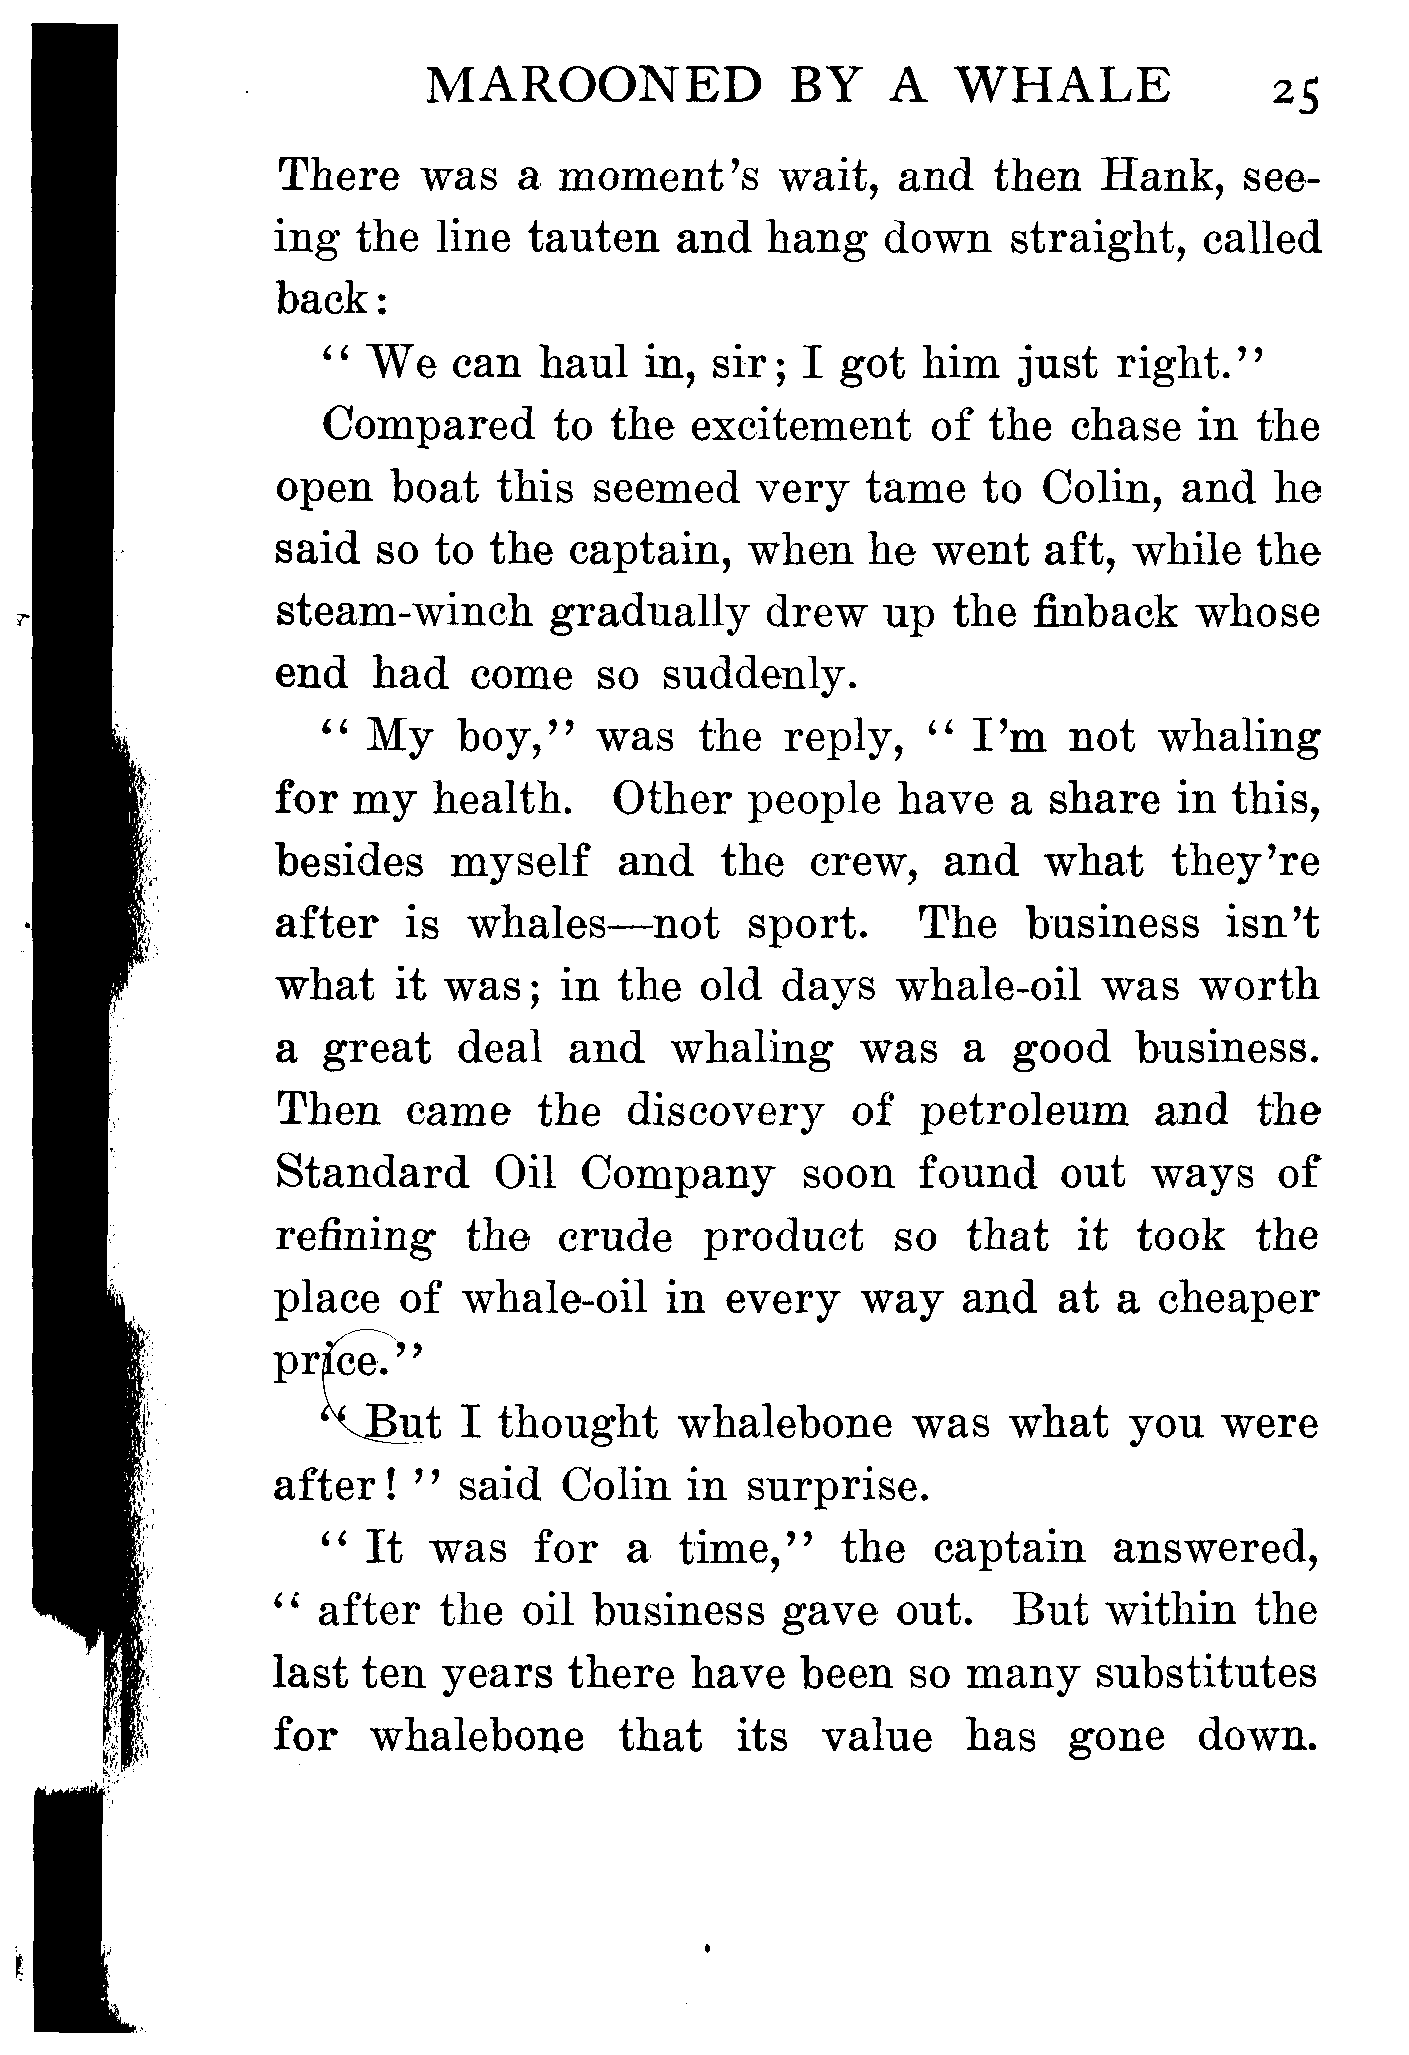 MAROONED BY A WHALE 25
There was a moment's wait, and then Hank, see-
ing the line tauten and hang down straight, called
back:
" We can haul in, sir; I got him just right."
Compared to the excitement of the chase in the
open boat this seemed very tame to Colin, and he
said so to the captain, when he went aft, while the
steam-winch gradually drew up the finback whose
end had come so suddenly.
" My boy," was the reply, " I'm not whaling
for my health. Other people have a share in this,
besides myself and the crew, and what they're
after is whales—not sport. The business isn't
what it was; in the old days whale-oil was worth
a great deal and whaling was a good business.
Then came the discovery of petroleum and the
Standard Oil Company soon found out ways of
refining the crude product so that it took the
place of whale-oil in every way and at a cheaper
price."
" But I thought whalebone was what you were
after! " said Colin in surprise.
" It was for a time," the captain answered,
" after the oil business gave out. But within the
last ten years there have been so many substitutes
for whalebone that its value has gone down.